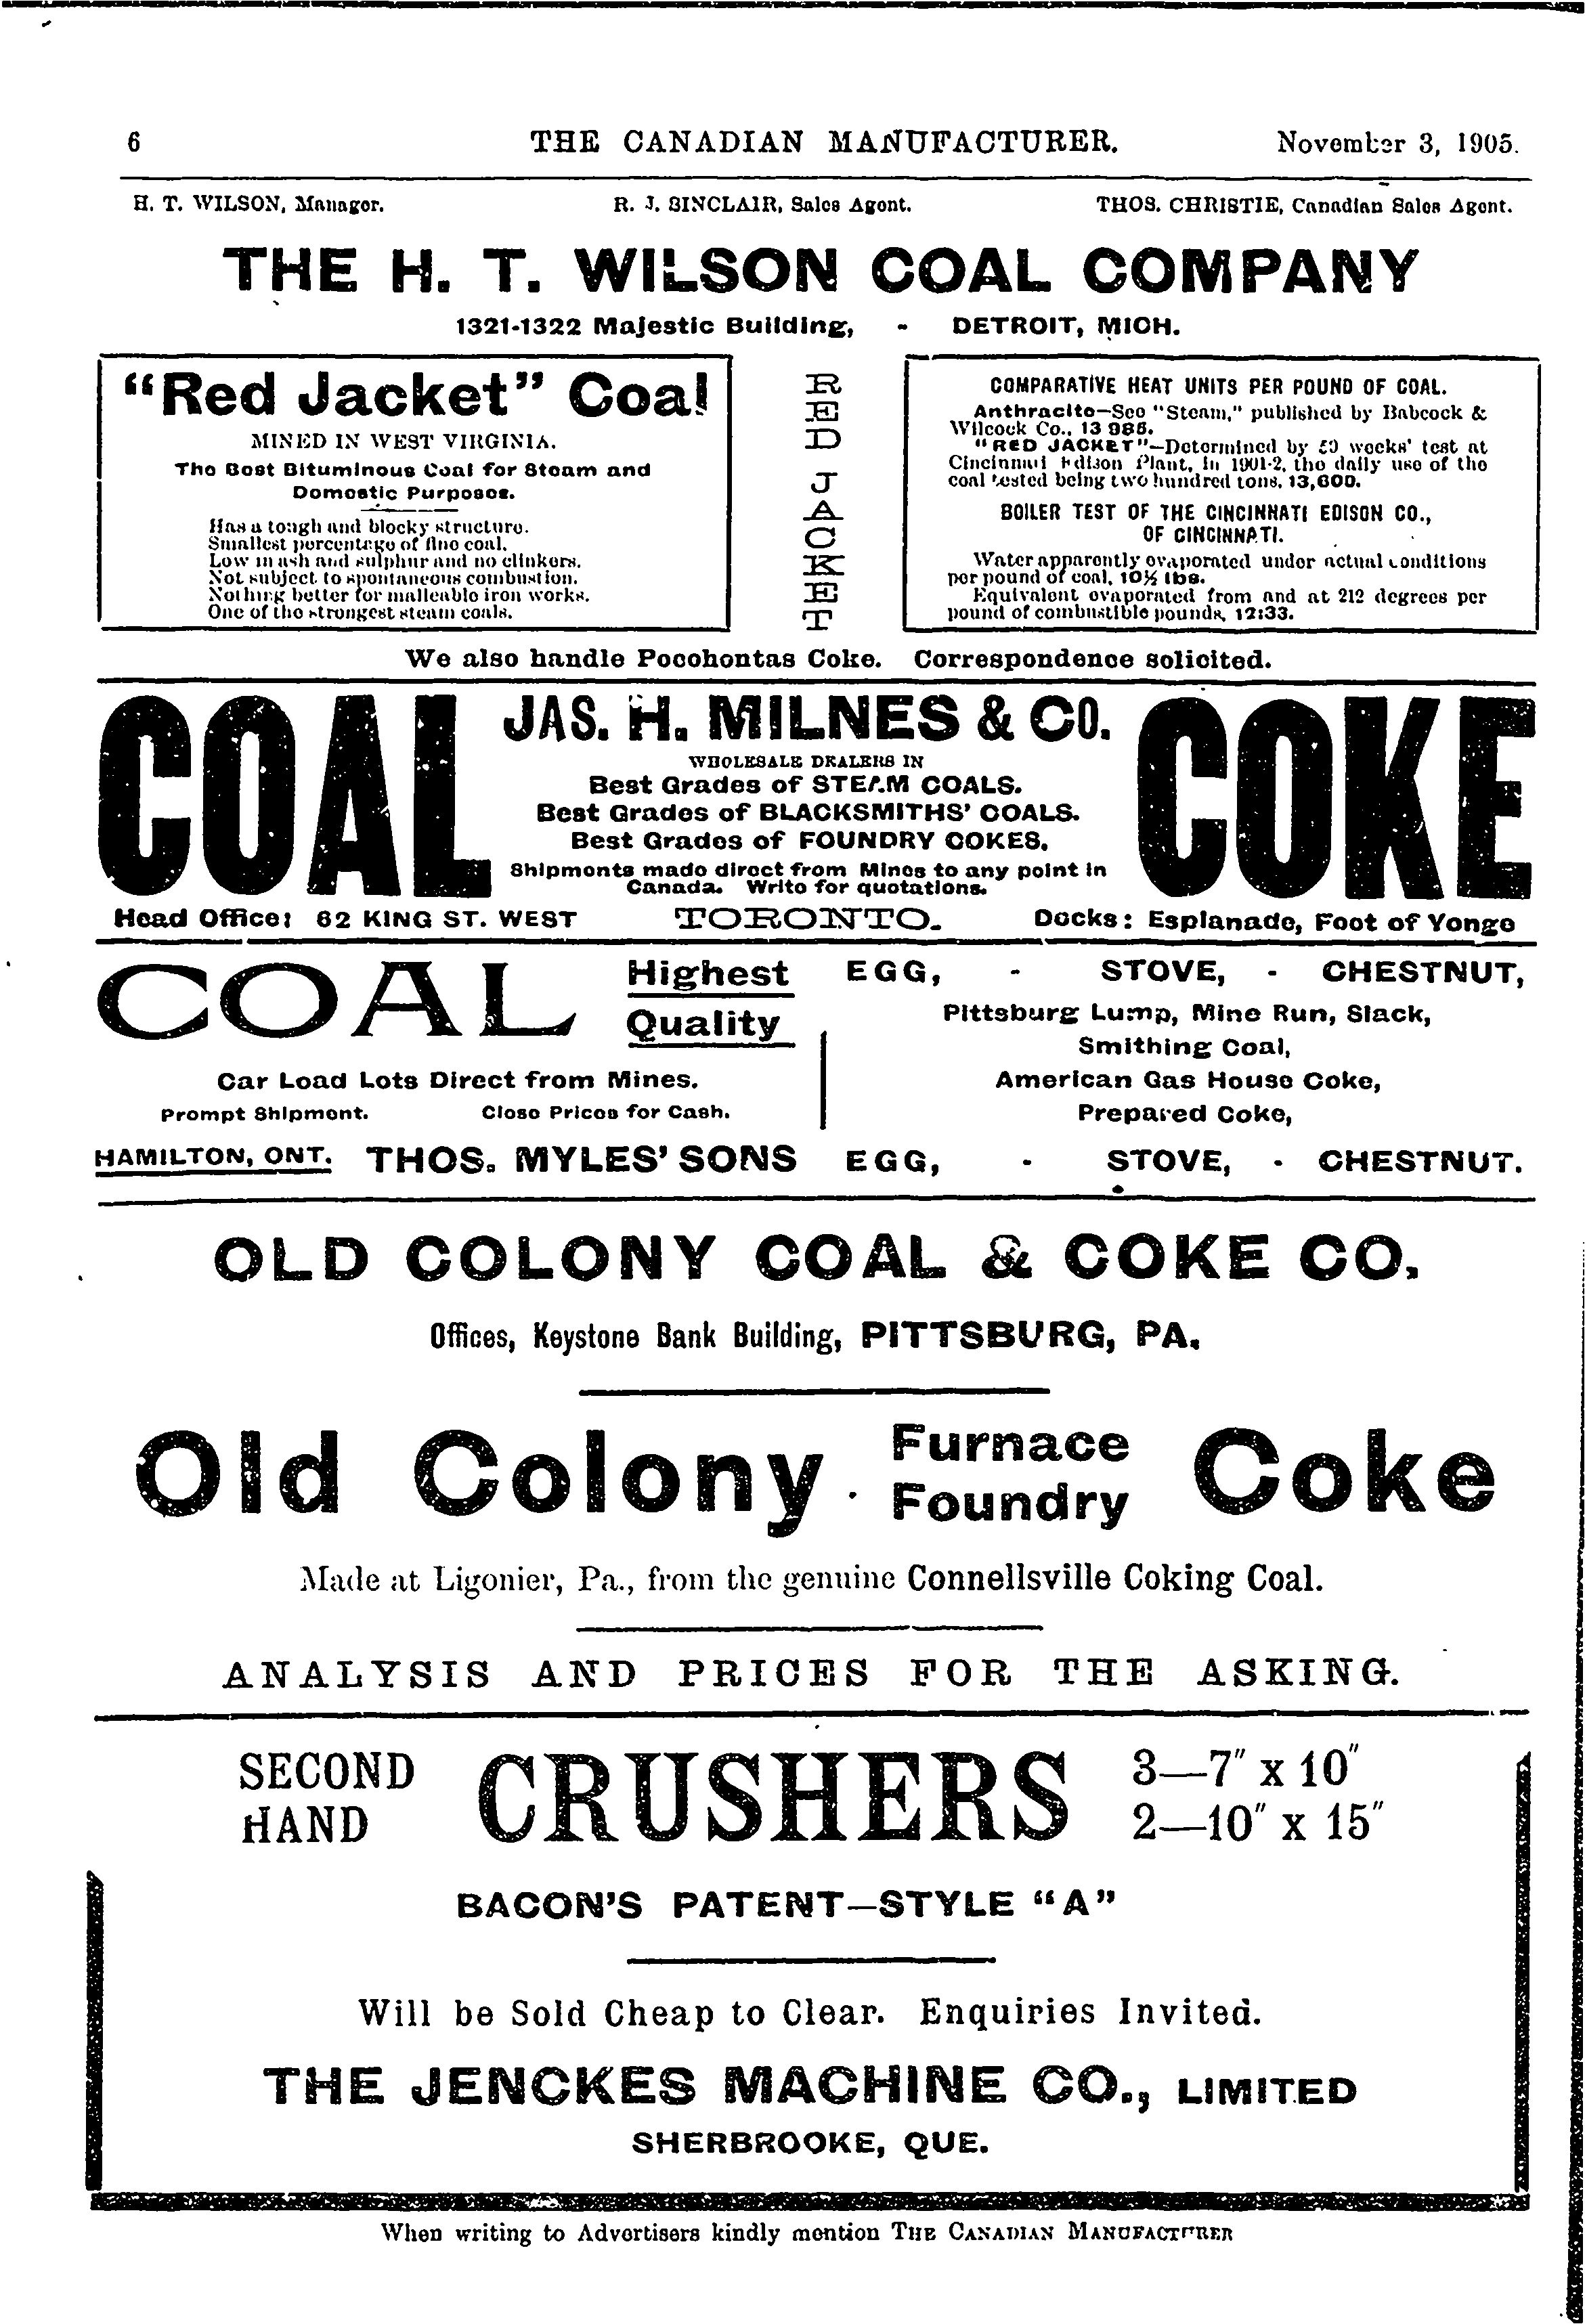 6 THE CANADIAN MANUFACTURER. November 3, 1905.
H. T. WILSON, Manager. R. J. SINCLAIR, Sales Agent. THOS. CHRISTIE, Canadian Sales Agent.
THE H. T. WILSON COAL COMPANY
1321-1322 Majestic Building, - DETROIT, MICH.
"Red Jacket" Coal
MINED IN WEST VIRGINIA.
The Best Bituminous Coal for Steam and
Domestic Purposes.
Has a tough and blocky structure.
Smallest percentage of fine coal.
Low in ash and sulphur and no clinkers.
Not subject to spontaneous combustion.
Nothing better for malleable iron works.
One of the strongest steam coals.
RED JACKET
COMPARATIVE HEAT UNITS PER POUND OF COAL.
Anthracite—See "Steam," published by Babcock &
Wilcock Co., 13 986.
"RED JACKET"—Determined by weeks' test at
Cincinnati Edison Plant, in 1901-2, the daily use of the
coal tested being two hundred tons, 13,600.
BOILER TEST OF THE CINCINNATI EDISON CO.,
OF CINCINNATI.
Water apparently evaporated under actual conditions
per pound of coal, 10½ lbs.
Equivalent evaporated from and at 212 degrees per
pound of combustible pounds, 12:33.
We also handle Pocohontas Coke. Correspondence solicited.
COAL
JAS. H. MILNES & CO.
WHOLESALE DEALERS IN
Best Grades of STEAM COALS.
Best Grades of BLACKSMITHS' COALS.
Best Grades of FOUNDRY COKES.
Shipments made direct from Mines to any point in
Canada. Write for quotations.
COKE
Head Office: 62 KING ST. WEST TORONTO. Docks: Esplanade, Foot of Yonge
COAL Highest
Quality
Car Load Lots Direct from Mines.
Prompt Shipment. Close Prices for Cash.
HAMILTON, ONT. THOS. MYLES' SONS
EGG, - STOVE, - CHESTNUT,
Pittsburg Lump, Mine Run, Slack,
Smithing Coal,
American Gas House Coke,
Prepared Coke,
EGG, - STOVE, - CHESTNUT.
OLD COLONY COAL & COKE CO.
Offices, Keystone Bank Building, PITTSBURG, PA.
Old Colony Furnace
Foundry Coke
Made at Ligonier, Pa., from the genuine Connellsville Coking Coal.
ANALYSIS AND PRICES FOR THE ASKING.
SECOND
HAND
CRUSHERS
3—7" x 10"
2—10" x 15"
BACON'S PATENT—STYLE "A"
Will be Sold Cheap to Clear. Enquiries Invited.
THE JENCKES MACHINE CO., LIMITED
SHERBROOKE, QUE.
When writing to Advertisers kindly mention THE CANADIAN MANUFACTURER